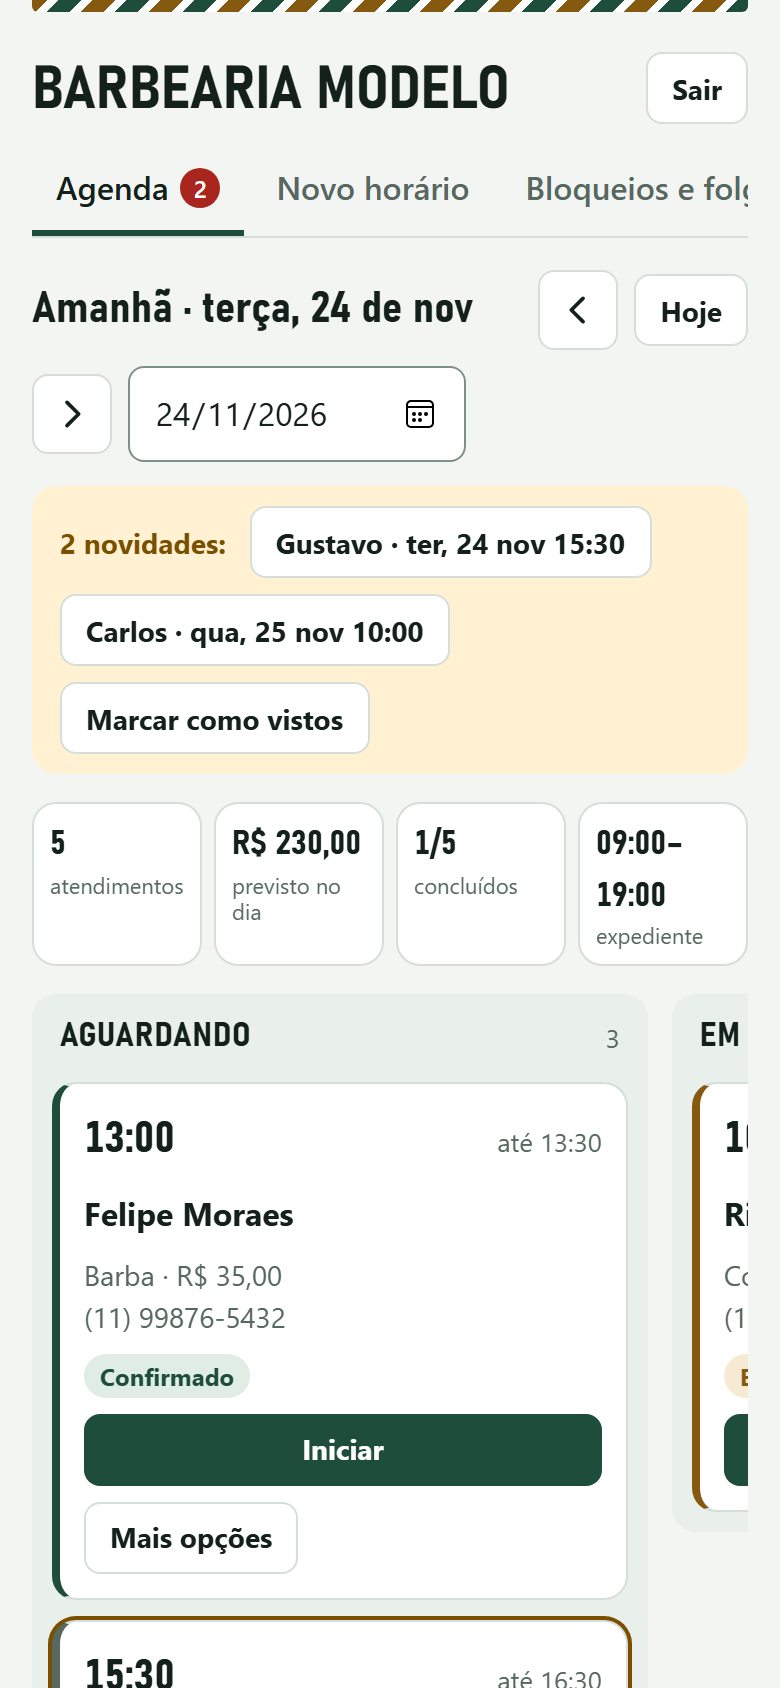 BARBEARIA MODELO
Sair
Agenda 2
Novo horário
Bloqueios e folg
Amanhã · terça, 24 de nov
Hoje
24/11/2026
2 novidades:
Gustavo · ter, 24 nov 15:30
Carlos · qua, 25 nov 10:00
Marcar como vistos
5
atendimentos
R$ 230,00
previsto no
dia
1/5
concluídos
09:00–
19:00
expediente
AGUARDANDO
3
13:00
até 13:30
Felipe Moraes
Barba · R$ 35,00
(11) 99876-5432
Confirmado
Iniciar
Mais opções
15:30
até 16:30
EM